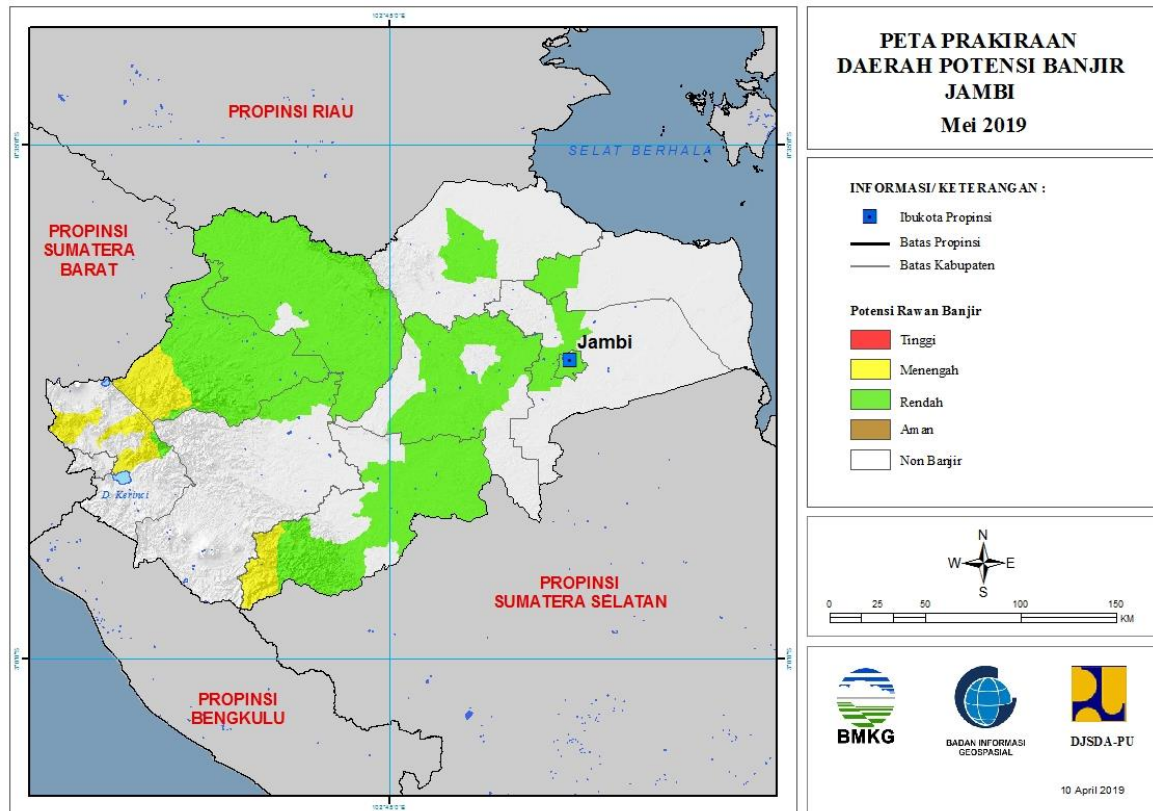 PETA PRAKIRAAN
DAERAH POTENSI BANJIR
JAMBI
Mei 2019
PROPINSI RIAU
SELAT BERHALA
PROPINSI
SUMATERA
BARAT
Jambi
D. Kerinci
PROPINSI
SUMATERA SELATAN
PROPINSI
BENGKULU
INFORMASI/KETERANGAN :
Ibukota Propinsi
Batas Propinsi
Batas Kabupaten
Potensi Rawan Banjir
Tinggi
Menengah
Rendah
Aman
Non Banjir
N
W E
S
0 25 50 100 150
KM
BMKG
BADAN INFORMASI
GEOSPASIAL
DJSDA-PU
10 April 2019